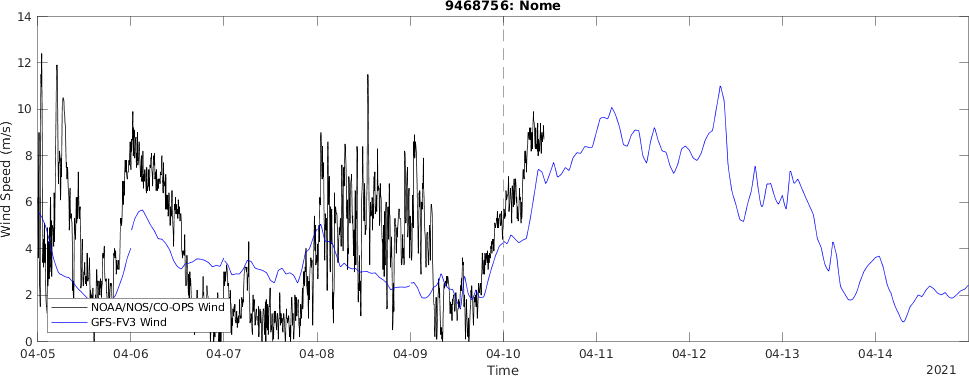 9468756: Nome
14
12
10
8
6
4
2
0
Wind Speed (m/s)
NOAA/NOS/CO-OPS Wind
GFS-FV3 Wind
04-05 04-06 04-07 04-08 04-09 04-10 04-11 04-12 04-13 04-14
Time
2021